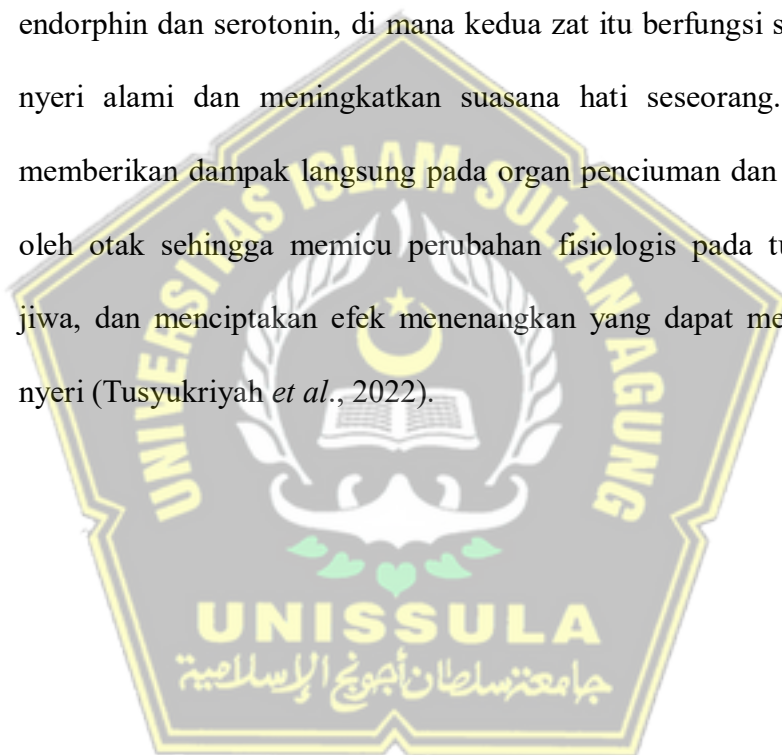 endorphin dan serotonin, di mana kedua zat itu berfungsi s
nyeri alami dan meningkatkan suasana hati seseorang.
memberikan dampak langsung pada organ penciuman dan
oleh otak sehingga memicu perubahan fisiologis pada tu
jiwa, dan menciptakan efek menenangkan yang dapat me
nyeri (Tusyukriyah et al., 2022).
UNIVERSITAS ISLAM SULTAN AGUNG
UNISSULA
جامعة سلطان أجونج الإسلامية